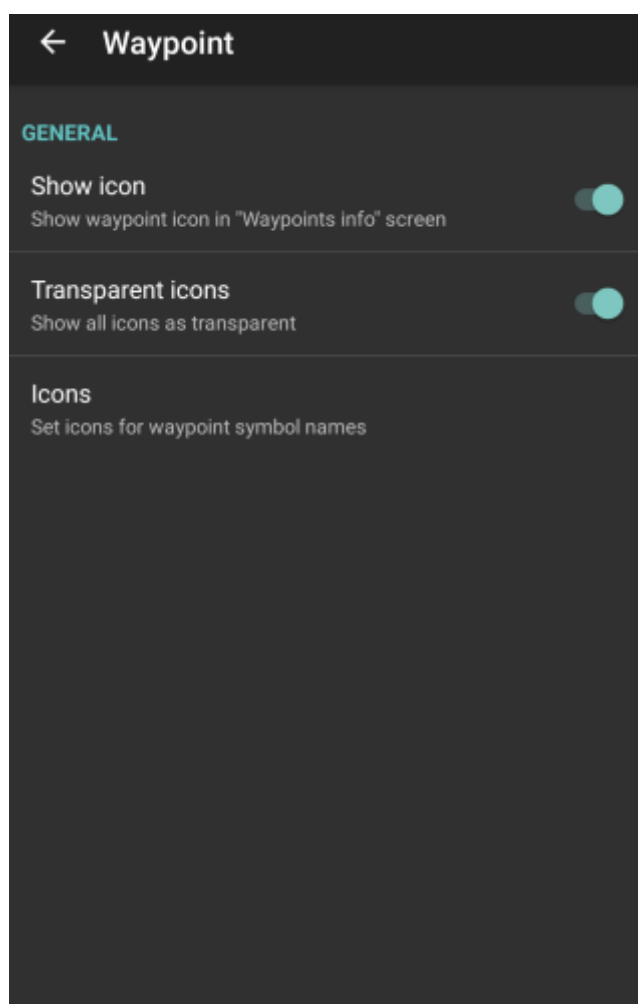 Waypoint
GENERAL
Show icon
Show waypoint icon in "Waypoints info" screen
Transparent icons
Show all icons as transparent
Icons
Set icons for waypoint symbol names